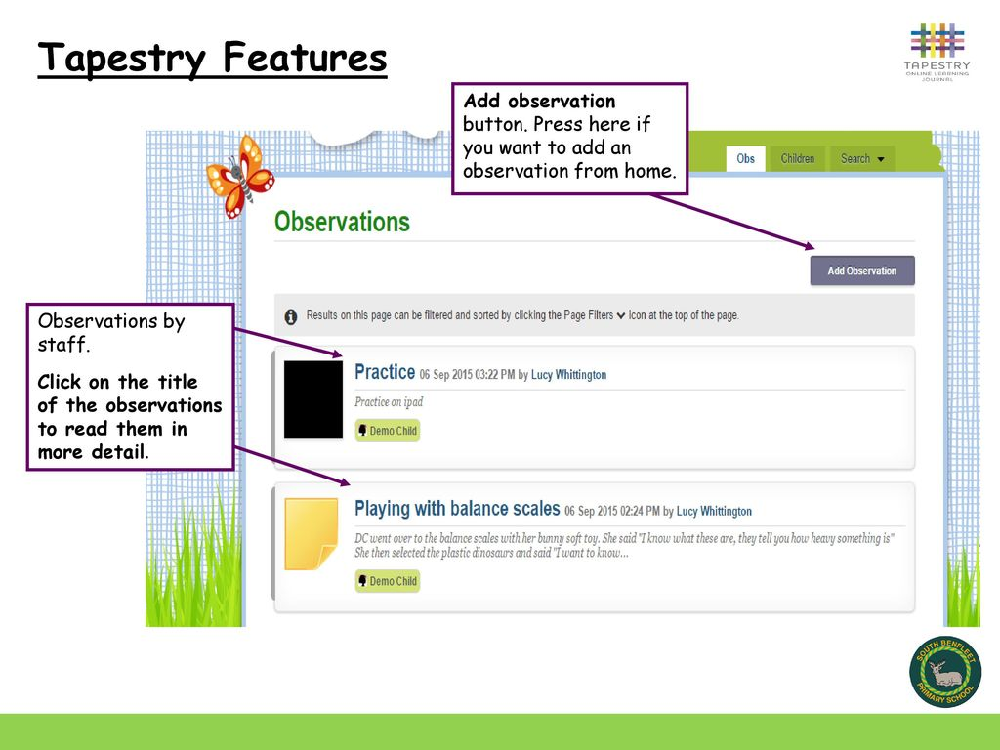 Tapestry Features
TAPESTRY
ONLINE LEARNING
JOURNAL
Add observation
button. Press here if
you want to add an
observation from home.
Obs
Children
Search
Observations
Add Observation
Results on this page can be filtered and sorted by clicking the Page Filters icon at the top of the page.
Observations by
staff.
Click on the title
of the observations
to read them in
more detail.
Practice 06 Sep 2015 03:22 PM by Lucy Whittington
Practice on ipad
Demo Child
Playing with balance scales 06 Sep 2015 02:24 PM by Lucy Whittington
DC went over to the balance scales with her bunny soft toy. She said "I know what these are, they tell you how heavy something is"
She then selected the plastic dinosaurs and said "I want to know...
Demo Child
SOUTH BENFLEET
PRIMARY SCHOOL